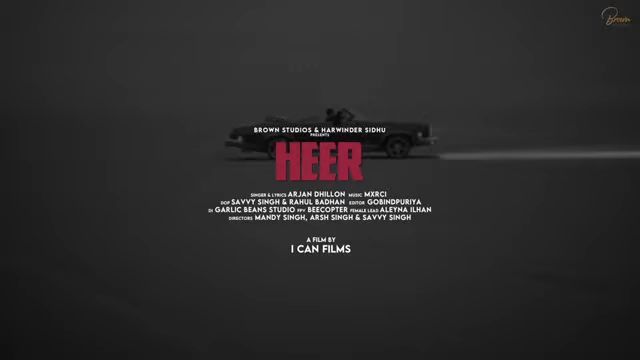 Brown
BROWN STUDIOS & HARWINDER SIDHU
PRESENTS
HEER
SINGER & LYRICS ARJAN DHILLON MUSIC MXRCI
DOP SAVVY SINGH & RAHUL BADHAN EDITOR GOBINDPURIYA
DI GARLIC BEANS STUDIO FPV BEECOPTER FEMALE LEAD ALEYNA ILHAN
DIRECTORS MANDY SINGH, ARSH SINGH & SAVVY SINGH
A FILM BY
I CAN FILMS